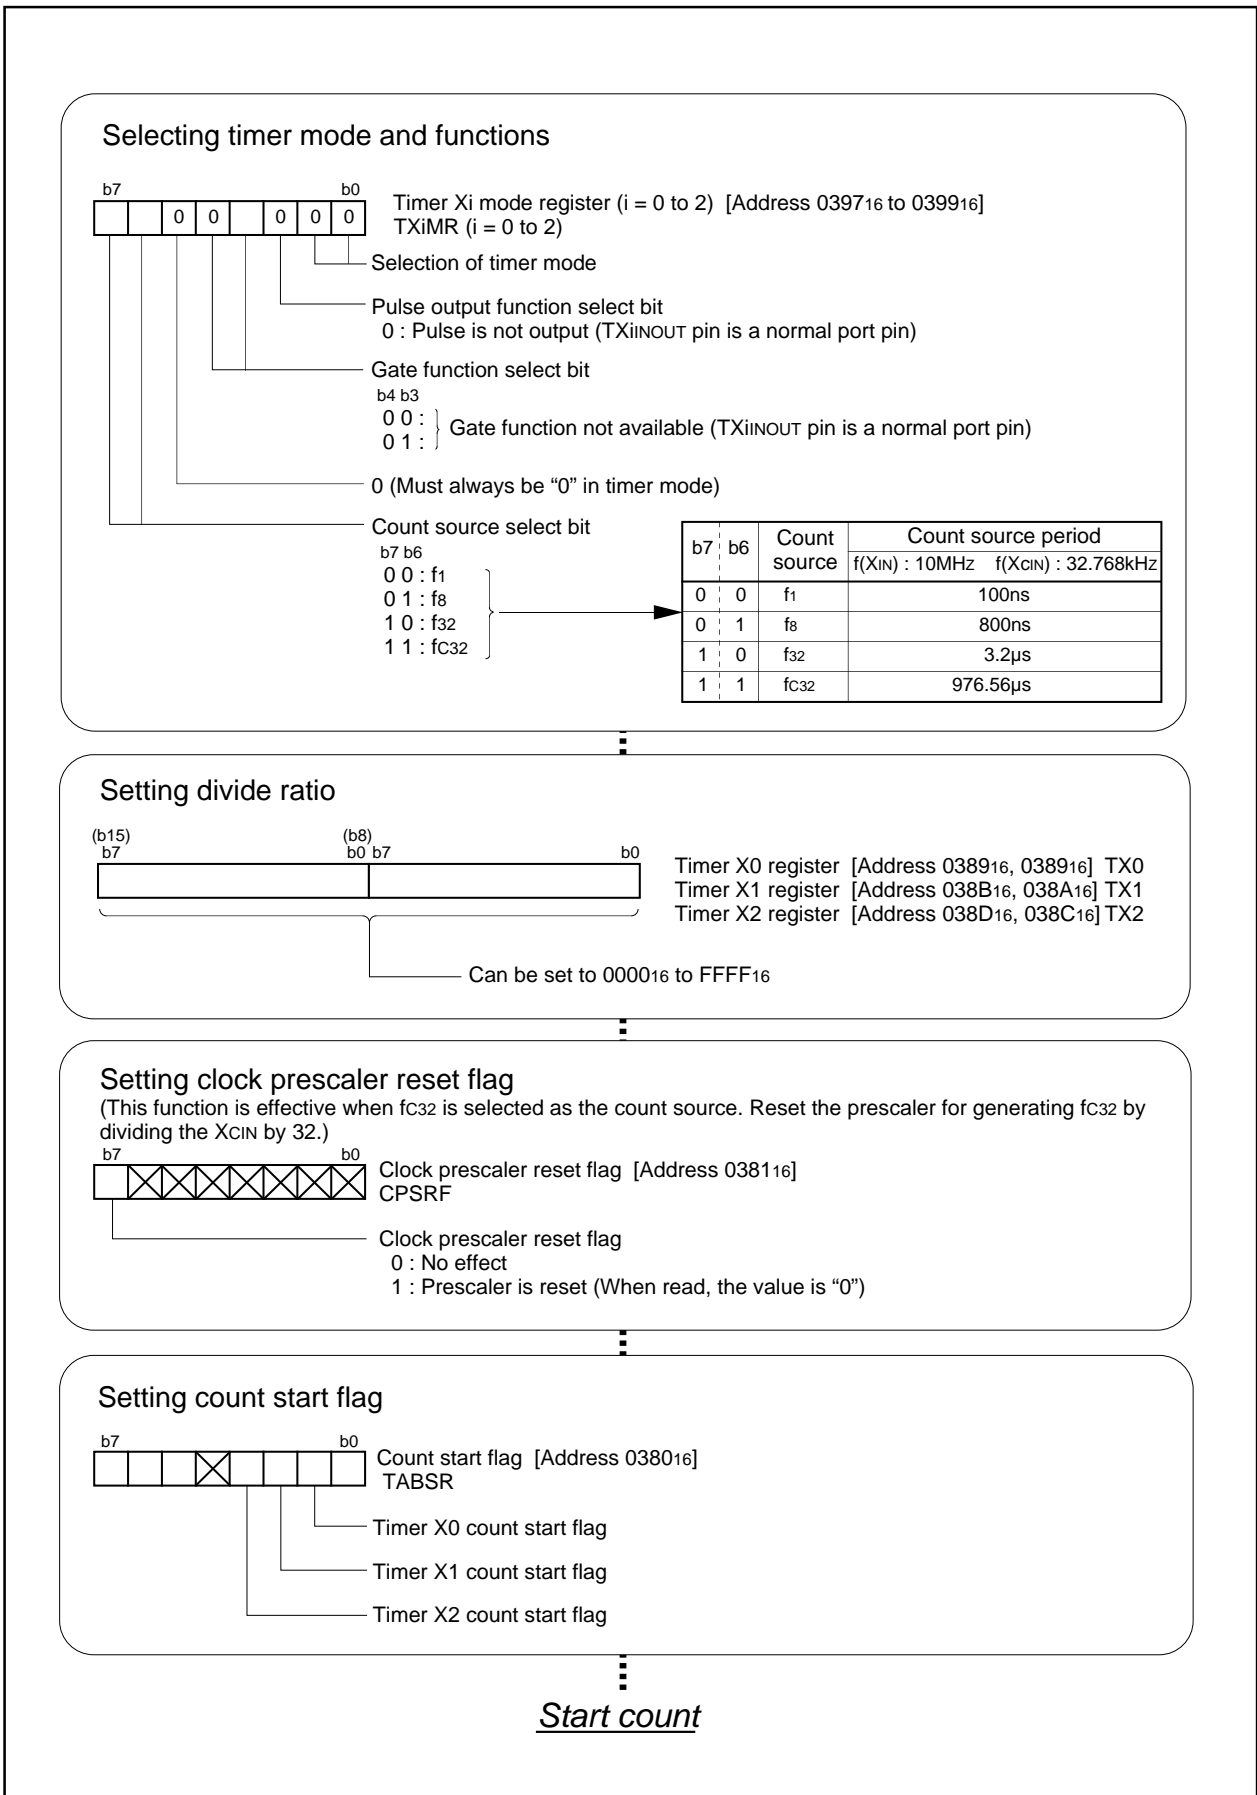 Selecting timer mode and functions
b7 b0
0 0 0 0 0
Timer Xi mode register (i = 0 to 2) [Address 039716 to 039916]
TXiMR (i = 0 to 2)
Selection of timer mode
Pulse output function select bit
0 : Pulse is not output (TXiINOUT pin is a normal port pin)
Gate function select bit
b4 b3
0 0 :
0 1 :
Gate function not available (TXiINOUT pin is a normal port pin)
0 (Must always be “0” in timer mode)
Count source select bit
b7 b6
0 0 : f1
0 1 : f8
1 0 : f32
1 1 : fC32
b7 b6 Count source Count source period
f(XIN) : 10MHz f(XCIN) : 32.768kHz
0 0 f1 100ns
0 1 f8 800ns
1 0 f32 3.2µs
1 1 fC32 976.56µs
Setting divide ratio
(b15) (b8)
b7 b0 b7 b0
Timer X0 register [Address 038916, 038916] TX0
Timer X1 register [Address 038B16, 038A16] TX1
Timer X2 register [Address 038D16, 038C16] TX2
Can be set to 000016 to FFFF16
Setting clock prescaler reset flag
(This function is effective when fC32 is selected as the count source. Reset the prescaler for generating fC32 by
dividing the XCIN by 32.)
b7 b0
Clock prescaler reset flag [Address 038116]
CPSRF
Clock prescaler reset flag
0 : No effect
1 : Prescaler is reset (When read, the value is “0”)
Setting count start flag
b7 b0
Count start flag [Address 038016]
TABSR
Timer X0 count start flag
Timer X1 count start flag
Timer X2 count start flag
Start count